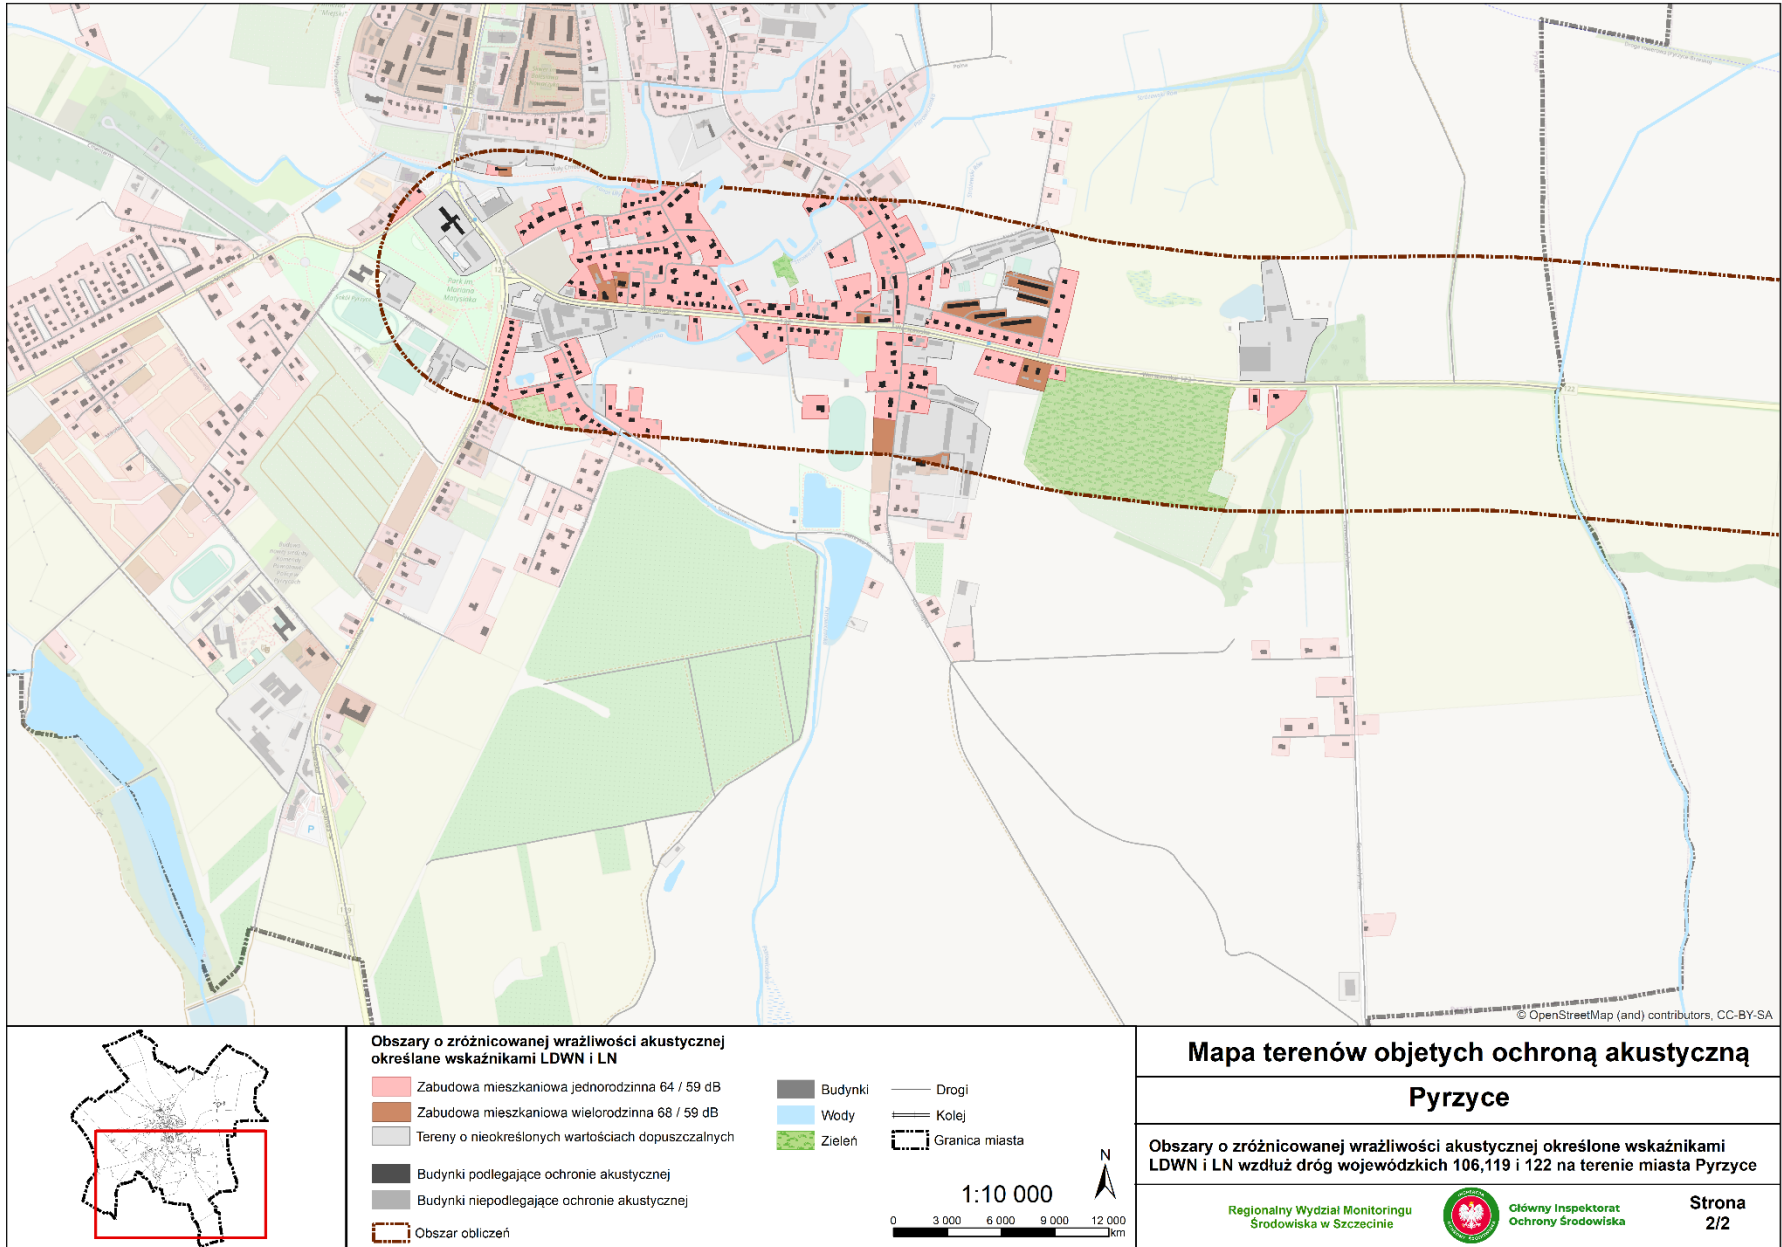 122
119
P
P
© OpenStreetMap (and) contributors, CC-BY-SA
Obszary o zróżnicowanej wrażliwości akustycznej
określane wskaźnikami LDWN i LN
Zabudowa mieszkaniowa jednorodzinna 64 / 59 dB
Zabudowa mieszkaniowa wielorodzinna 68 / 59 dB
Tereny o nieokreślonych wartościach dopuszczalnych
Budynki podlegające ochronie akustycznej
Budynki niepodlegające ochronie akustycznej
Obszar obliczeń
Budynki
Wody
Zieleń
Drogi
Kolej
Granica miasta
N
1:10 000
0 3 000 6 000 9 000 12 000
km
Mapa terenów objetych ochroną akustyczną
Pyrzyce
Obszary o zróżnicowanej wrażliwości akustycznej określone wskaźnikami
LDWN i LN wzdłuż dróg wojewódzkich 106,119 i 122 na terenie miasta Pyrzyce
Regionalny Wydział Monitoringu
Środowiska w Szczecinie
Główny Inspektorat
Ochrony Środowiska
Strona
2/2